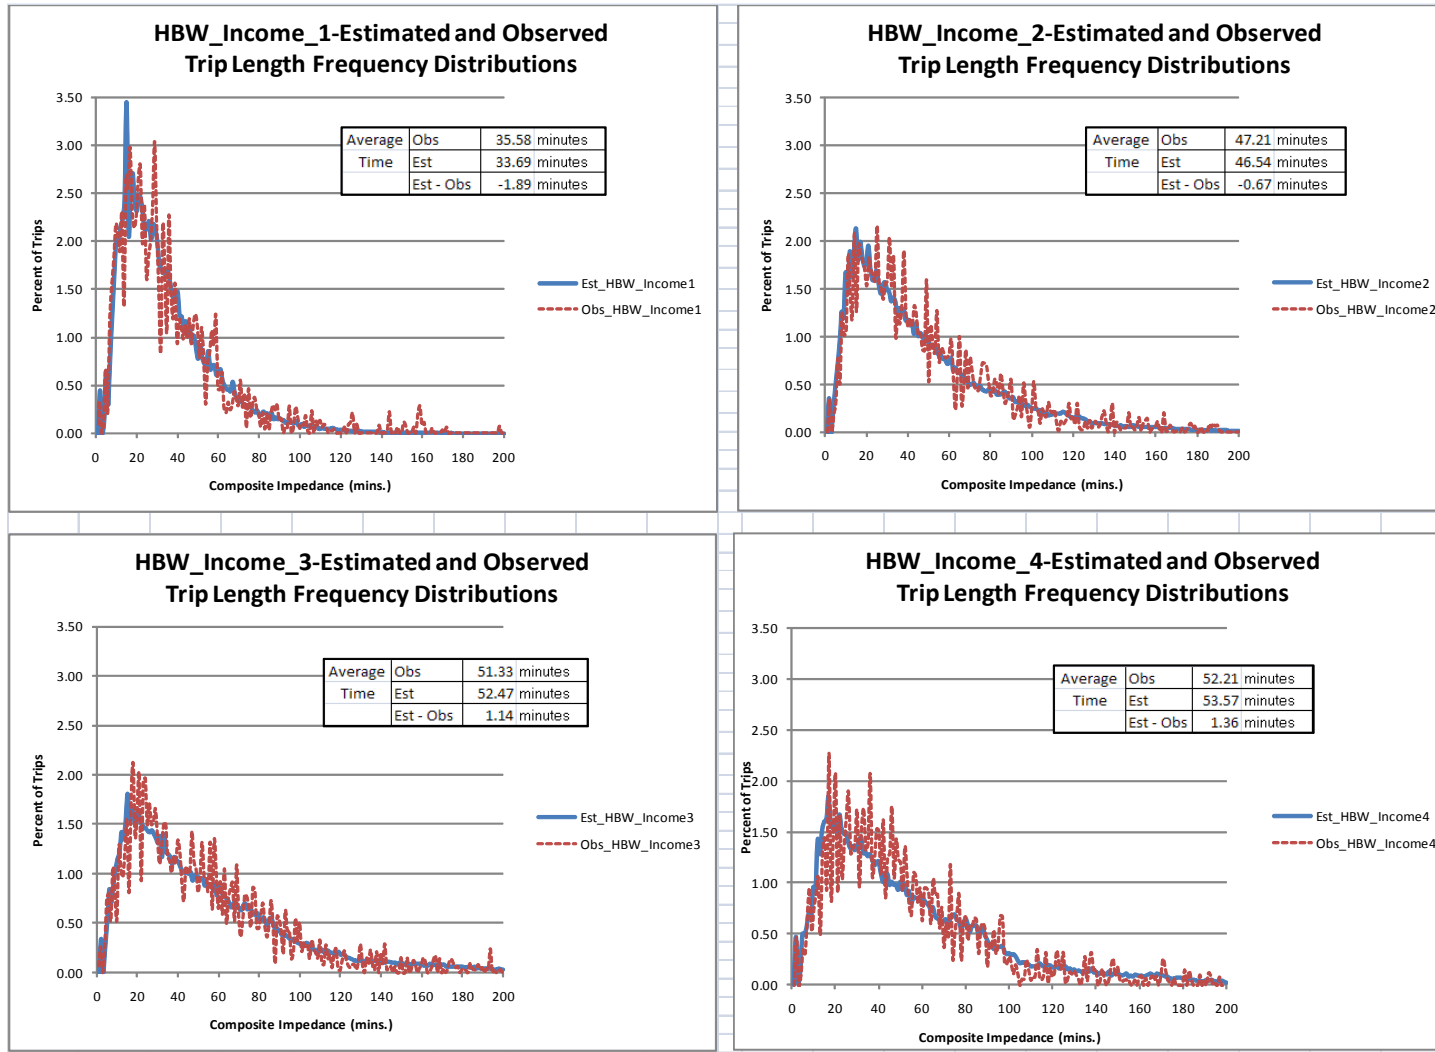 HBW_Income_1-Estimated and Observed
Trip Length Frequency Distributions
3.50
3.00
2.50
2.00
1.50
1.00
0.50
0.00
Percent of Trips
Average Obs 35.58 minutes
Time Est 33.69 minutes
Est - Obs -1.89 minutes
Est_HBW_Income1
Obs_HBW_Income1
0 20 40 60 80 100 120 140 160 180 200
Composite Impedance (mins.)
HBW_Income_2-Estimated and Observed
Trip Length Frequency Distributions
3.50
3.00
2.50
2.00
1.50
1.00
0.50
0.00
Percent of Trips
Average Obs 47.21 minutes
Time Est 46.54 minutes
Est - Obs -0.67 minutes
Est_HBW_Income2
Obs_HBW_Income2
0 20 40 60 80 100 120 140 160 180 200
Composite Impedance (mins.)
HBW_Income_3-Estimated and Observed
Trip Length Frequency Distributions
3.50
3.00
2.50
2.00
1.50
1.00
0.50
0.00
Percent of Trips
Average Obs 51.33 minutes
Time Est 52.47 minutes
Est - Obs 1.14 minutes
Est_HBW_Income3
Obs_HBW_Income3
0 20 40 60 80 100 120 140 160 180 200
Composite Impedance (mins.)
HBW_Income_4-Estimated and Observed
Trip Length Frequency Distributions
3.50
3.00
2.50
2.00
1.50
1.00
0.50
0.00
Percent of Trips
Average Obs 52.21 minutes
Time Est 53.57 minutes
Est - Obs 1.36 minutes
Est_HBW_Income4
Obs_HBW_Income4
0 20 40 60 80 100 120 140 160 180 200
Composite Impedance (mins.)